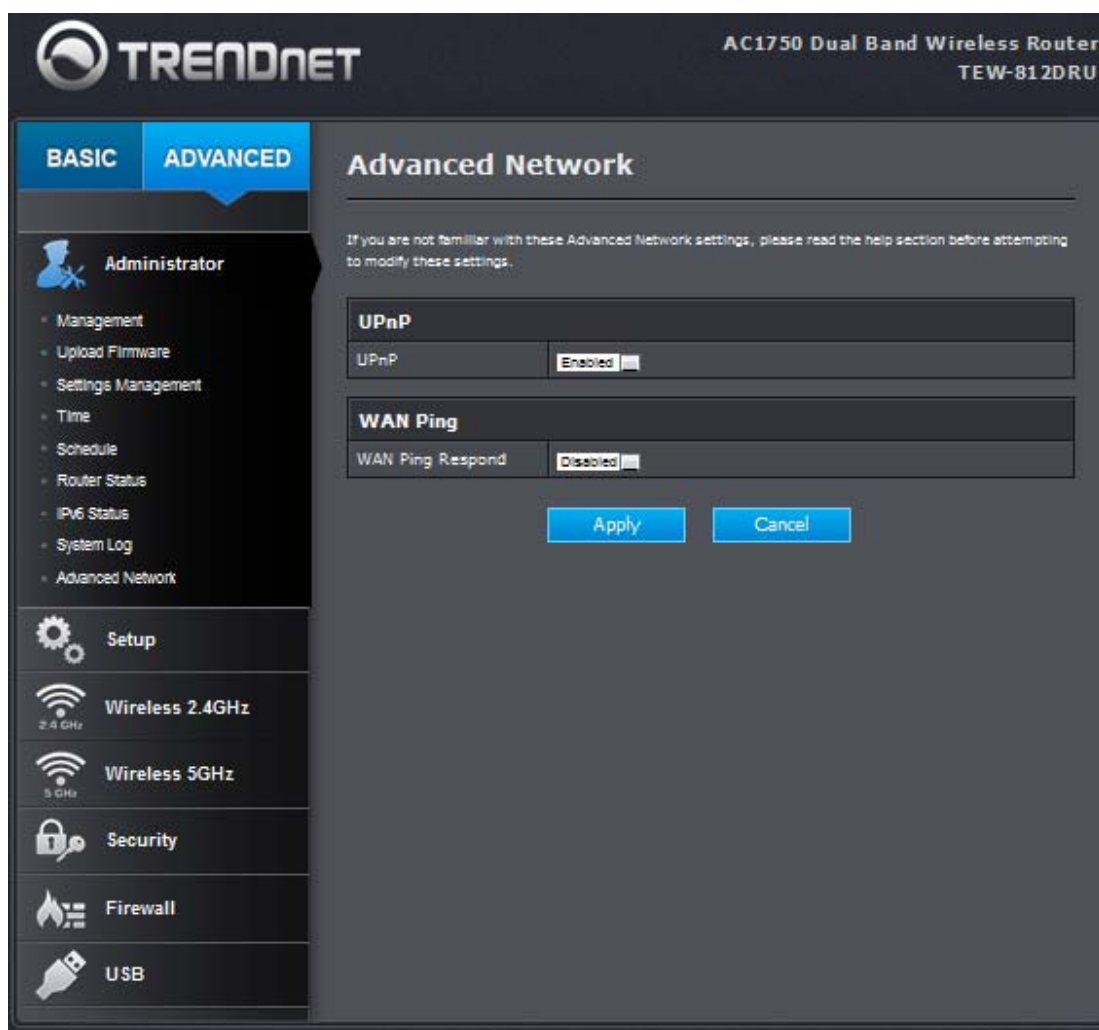 TRENDnET
AC1750 Dual Band Wireless Router
TEW-812DRU
BASIC
ADVANCED
Administrator
Management
Upload Firmware
Settings Management
Time
Schedule
Router Status
IPv6 Status
System Log
Advanced Network
Setup
2.4 GHz
Wireless 2.4GHz
5 GHz
Wireless 5GHz
Security
Firewall
USB
Advanced Network
If you are not familiar with these Advanced Network settings, please read the help section before attempting
to modify these settings.
UPnP
UPnP Enabled
WAN Ping
WAN Ping Respond Disabled
Apply Cancel